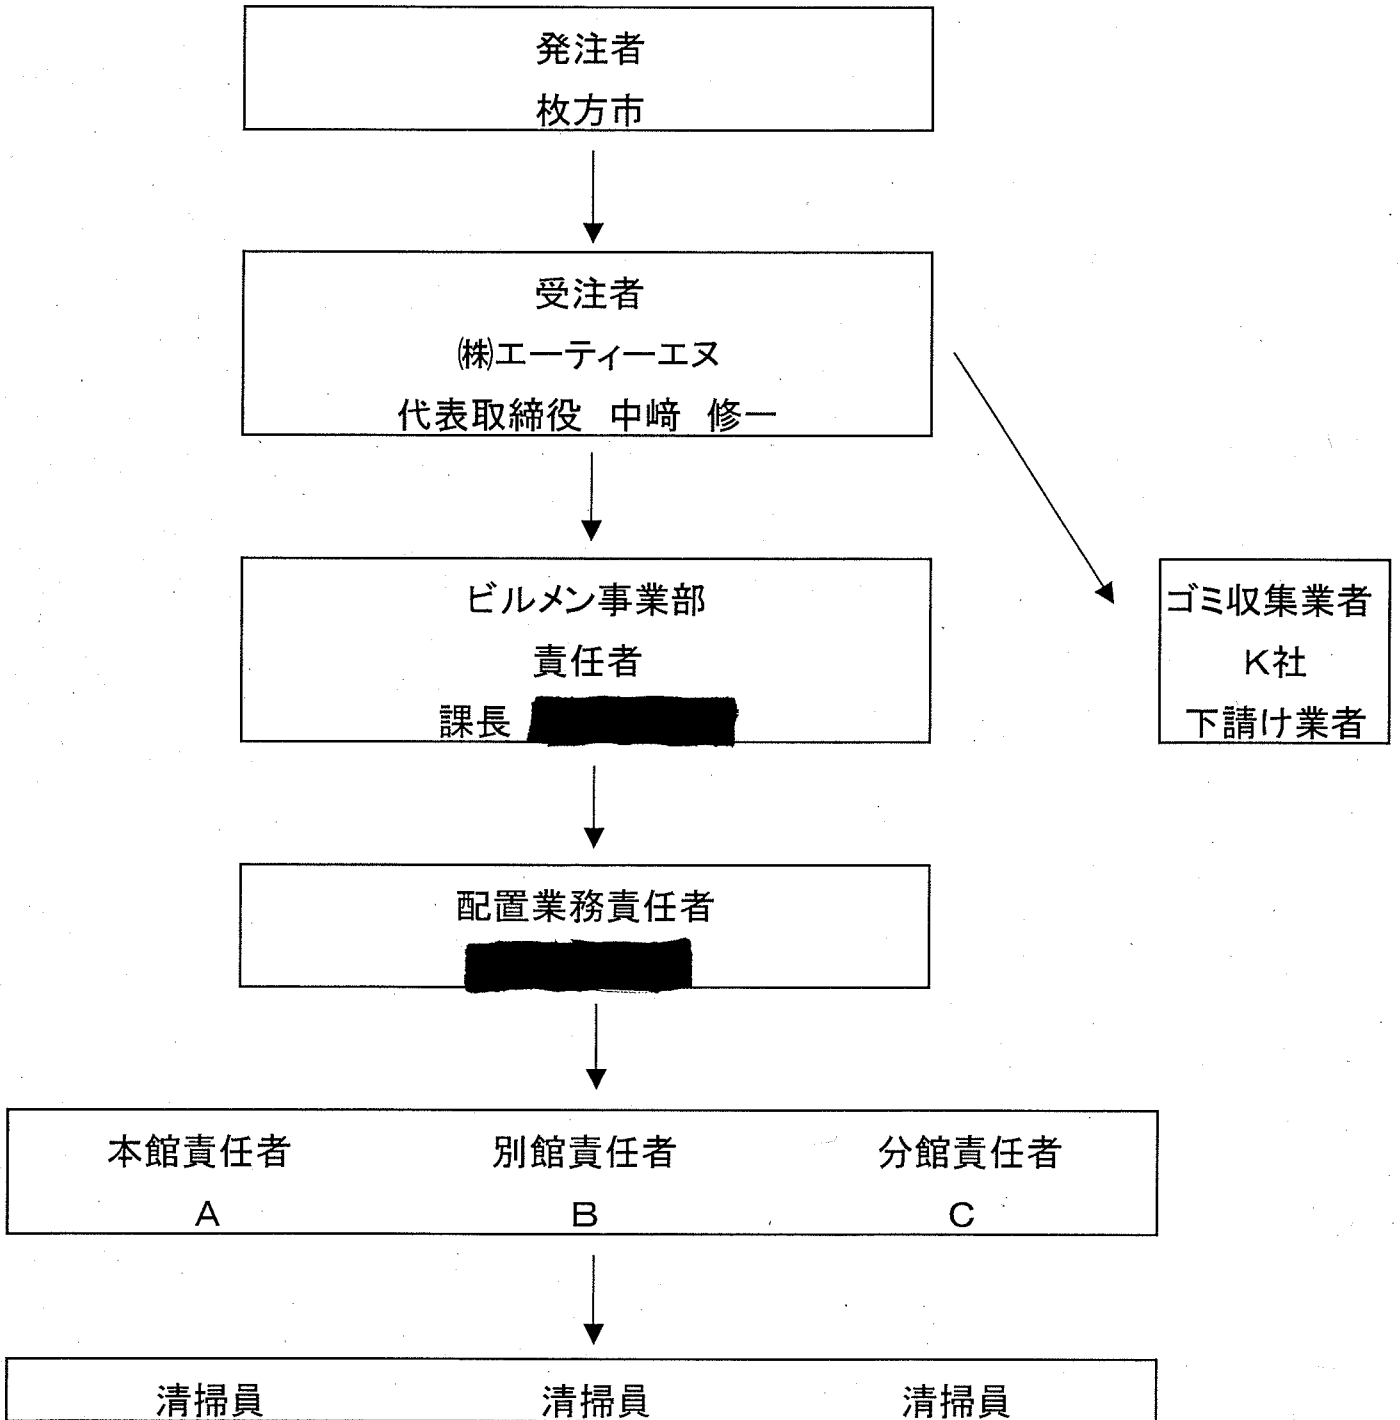 発注者
枚方市
受注者
㈱エーティーエヌ
代表取締役 中﨑 修一
ビルメン事業部
責任者
課長
ゴミ収集業者
K社
下請け業者
配置業務責任者
本館責任者 別館責任者 分館責任者
A B C
清掃員 清掃員 清掃員